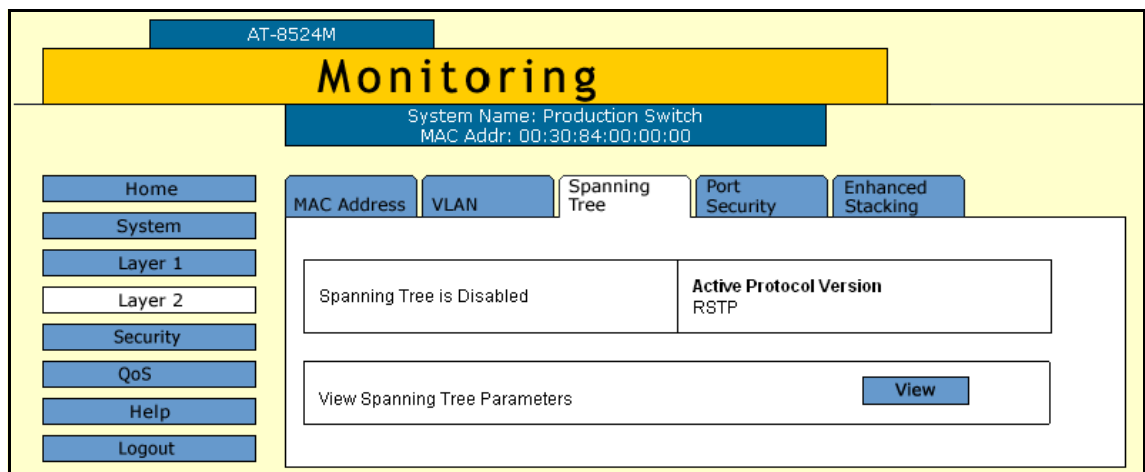 AT-8524M
Monitoring
System Name: Production Switch
MAC Addr: 00:30:84:00:00:00
Home
System
Layer 1
Layer 2
Security
QoS
Help
Logout
MAC Address
VLAN
Spanning
Tree
Port
Security
Enhanced
Stacking
Spanning Tree is Disabled
Active Protocol Version
RSTP
View Spanning Tree Parameters
View